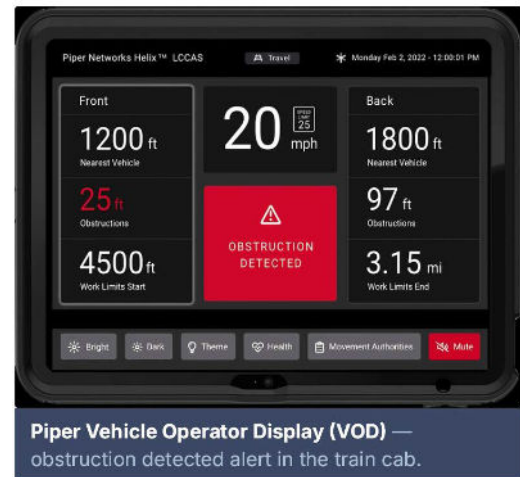 Piper Networks Helix™ LCCAS
Travel
Monday Feb 2, 2022 - 12:00:01 PM
Front
1200 ft
Nearest Vehicle
25 ft
Obstructions
4500 ft
Work Limits Start
20 mph
SPEED LIMIT 25
OBSTRUCTION
DETECTED
Back
1800 ft
Nearest Vehicle
97 ft
Obstructions
3.15 mi
Work Limits End
Bright
Dark
Theme
Health
Movement Authorities
Mute
Piper Vehicle Operator Display (VOD) —
obstruction detected alert in the train cab.